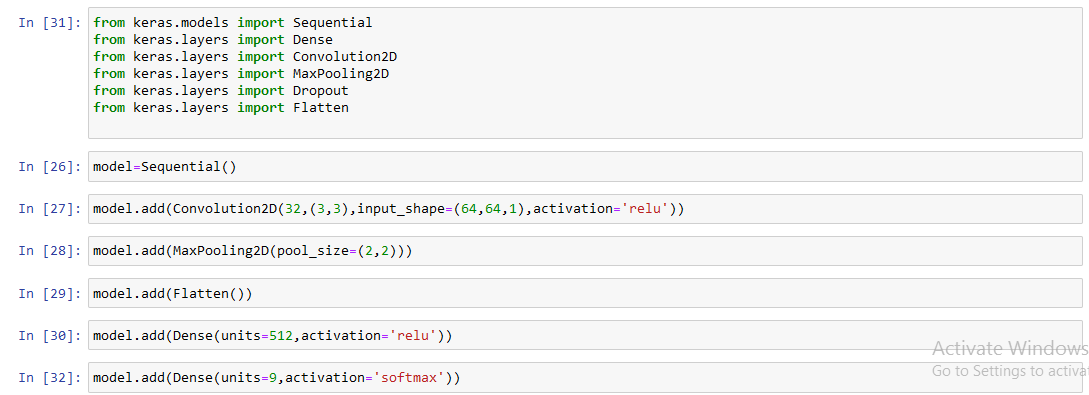 In [31]: from keras.models import Sequential
from keras.layers import Dense
from keras.layers import Convolution2D
from keras.layers import MaxPooling2D
from keras.layers import Dropout
from keras.layers import Flatten
In [26]: model=Sequential()
In [27]: model.add(Convolution2D(32,(3,3),input_shape=(64,64,1),activation='relu'))
In [28]: model.add(MaxPooling2D(pool_size=(2,2)))
In [29]: model.add(Flatten())
In [30]: model.add(Dense(units=512,activation='relu'))
Activate Windows
Go to Settings to activat
In [32]: model.add(Dense(units=9,activation='softmax'))